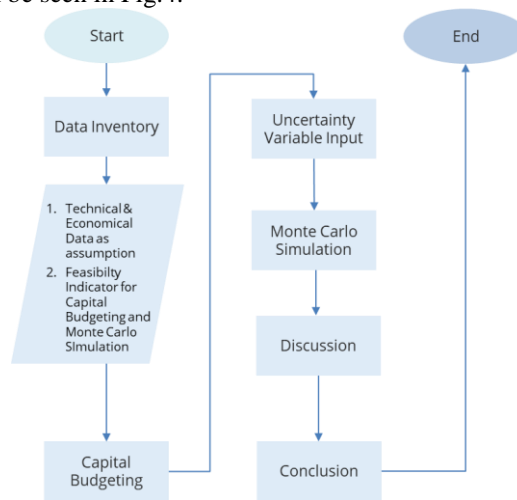 be seen in Fig.4.
Start
Data Inventory
1. Technical &
Economical
Data as
assumption
2. Feasibilty
Indicator for
Capital
Budgeting and
Monte Carlo
SImulation
Capital
Budgeting
Uncertainty
Variable Input
Monte Carlo
Simulation
Discussion
Conclusion
End